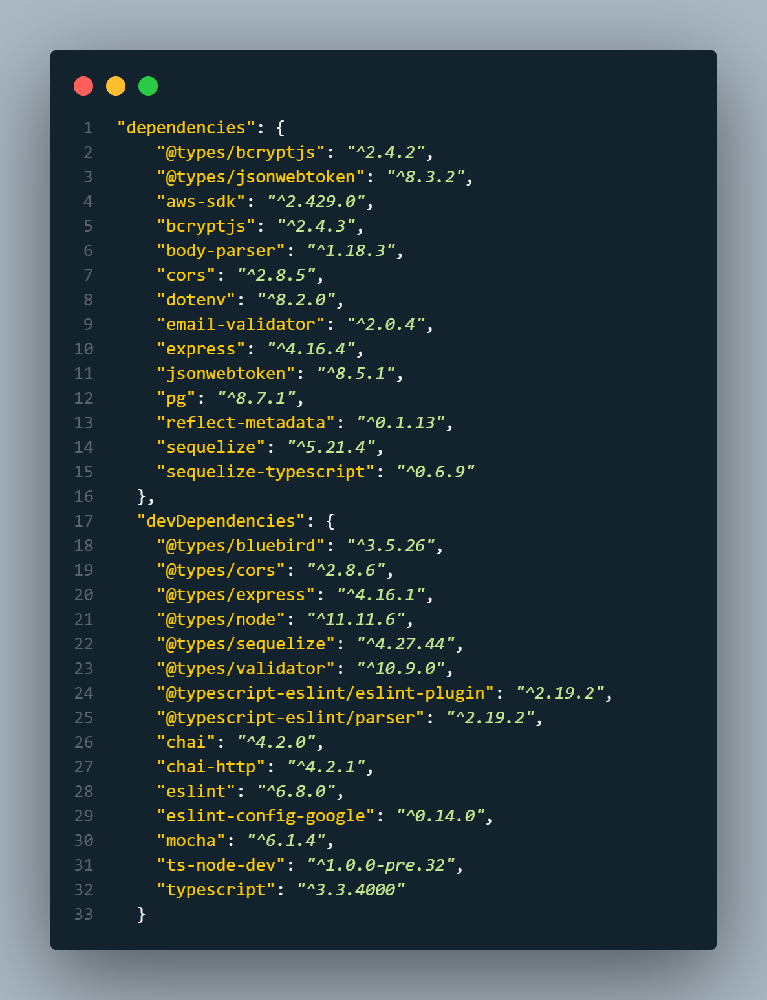 1 "dependencies": {
2 "@types/bcryptjs": "^2.4.2",
3 "@types/jsonwebtoken": "^8.3.2",
4 "aws-sdk": "^2.429.0",
5 "bcryptjs": "^2.4.3",
6 "body-parser": "^1.18.3",
7 "cors": "^2.8.5",
8 "dotenv": "^8.2.0",
9 "email-validator": "^2.0.4",
10 "express": "^4.16.4",
11 "jsonwebtoken": "^8.5.1",
12 "pg": "^8.7.1",
13 "reflect-metadata": "^0.1.13",
14 "sequelize": "^5.21.4",
15 "sequelize-typescript": "^0.6.9"
16 },
17 "devDependencies": {
18 "@types/bluebird": "^3.5.26",
19 "@types/cors": "^2.8.6",
20 "@types/express": "^4.16.1",
21 "@types/node": "^11.11.6",
22 "@types/sequelize": "^4.27.44",
23 "@types/validator": "^10.9.0",
24 "@typescript-eslint/eslint-plugin": "^2.19.2",
25 "@typescript-eslint/parser": "^2.19.2",
26 "chai": "^4.2.0",
27 "chai-http": "^4.2.1",
28 "eslint": "^6.8.0",
29 "eslint-config-google": "^0.14.0",
30 "mocha": "^6.1.4",
31 "ts-node-dev": "^1.0.0-pre.32",
32 "typescript": "^3.3.4000"
33 }